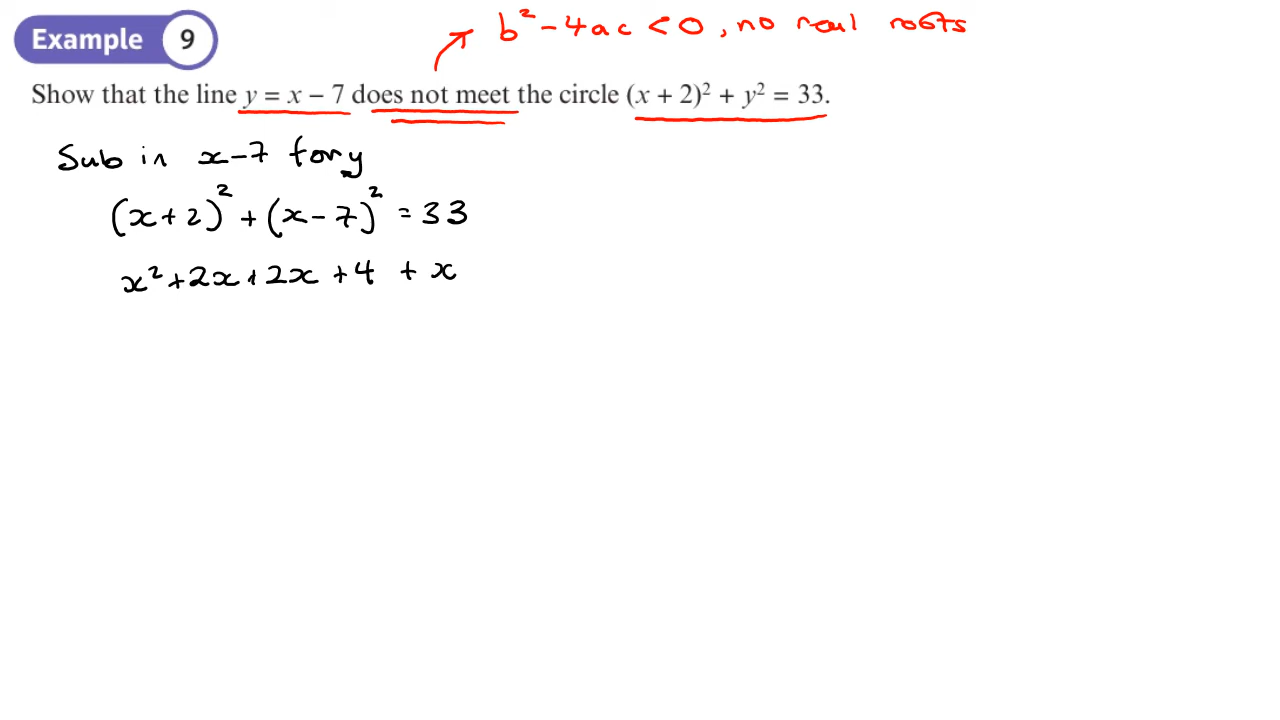 Example 9
b² - 4ac < 0, no real roots
Show that the line y = x − 7 does not meet the circle (x + 2)² + y² = 33.
Sub in x-7 for y
(x+2)² + (x-7)² = 33
x² + 2x + 2x + 4 + x